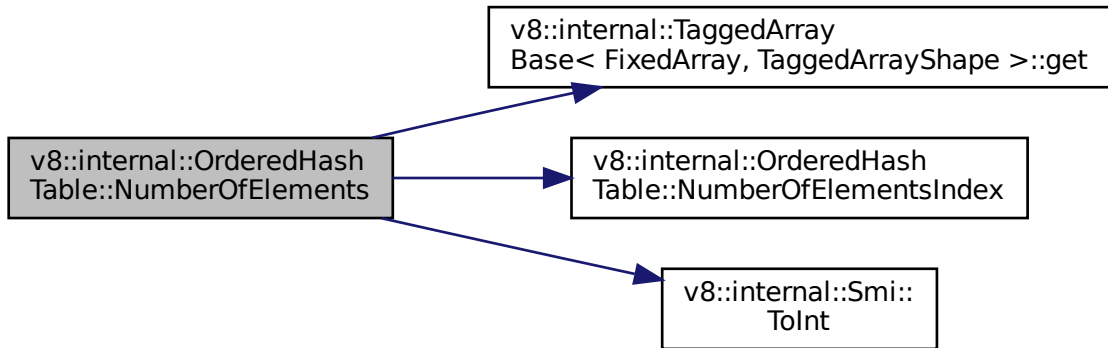 v8::internal::TaggedArray
Base< FixedArray, TaggedArrayShape >::get
v8::internal::OrderedHash
Table::NumberOfElements
v8::internal::OrderedHash
Table::NumberOfElementsIndex
v8::internal::Smi::
ToInt